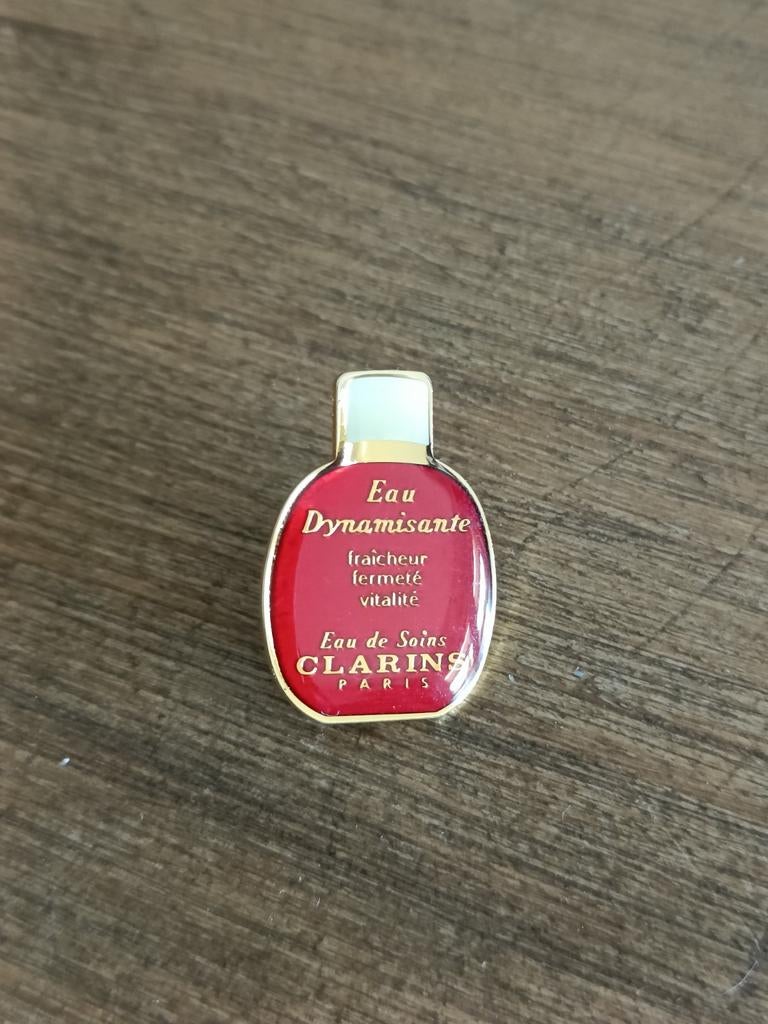 Eau
Dynamisante
fraîcheur
fermeté
vitalité
Eau de Soins
CLARINS
PARIS